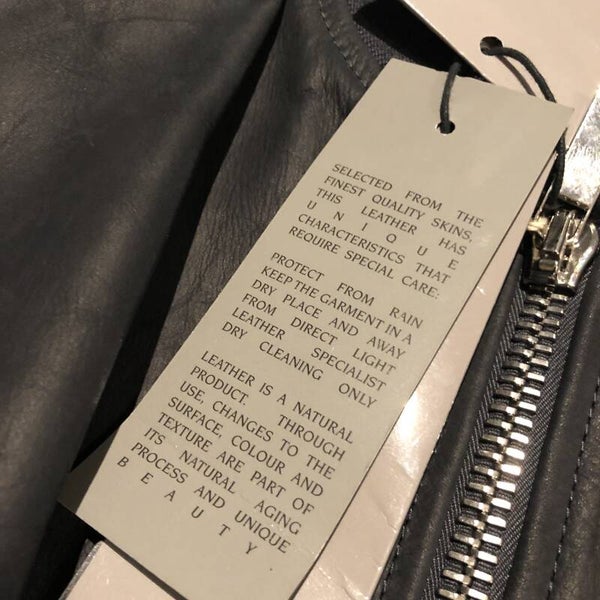 SELECTED FROM THE
FINEST QUALITY SKINS,
THIS LEATHER HAS
U N I Q U E
CHARACTERISTICS THAT
REQUIRE SPECIAL CARE:
PROTECT FROM RAIN
KEEP THE GARMENT IN A
DRY PLACE AND AWAY
FROM DIRECT LIGHT
LEATHER SPECIALIST
DRY CLEANING ONLY
LEATHER IS A NATURAL
PRODUCT. THROUGH
USE, CHANGES TO THE
SURFACE, COLOUR AND
TEXTURE ARE PART OF
ITS NATURAL AGING
PROCESS AND UNIQUE
B E A U T Y